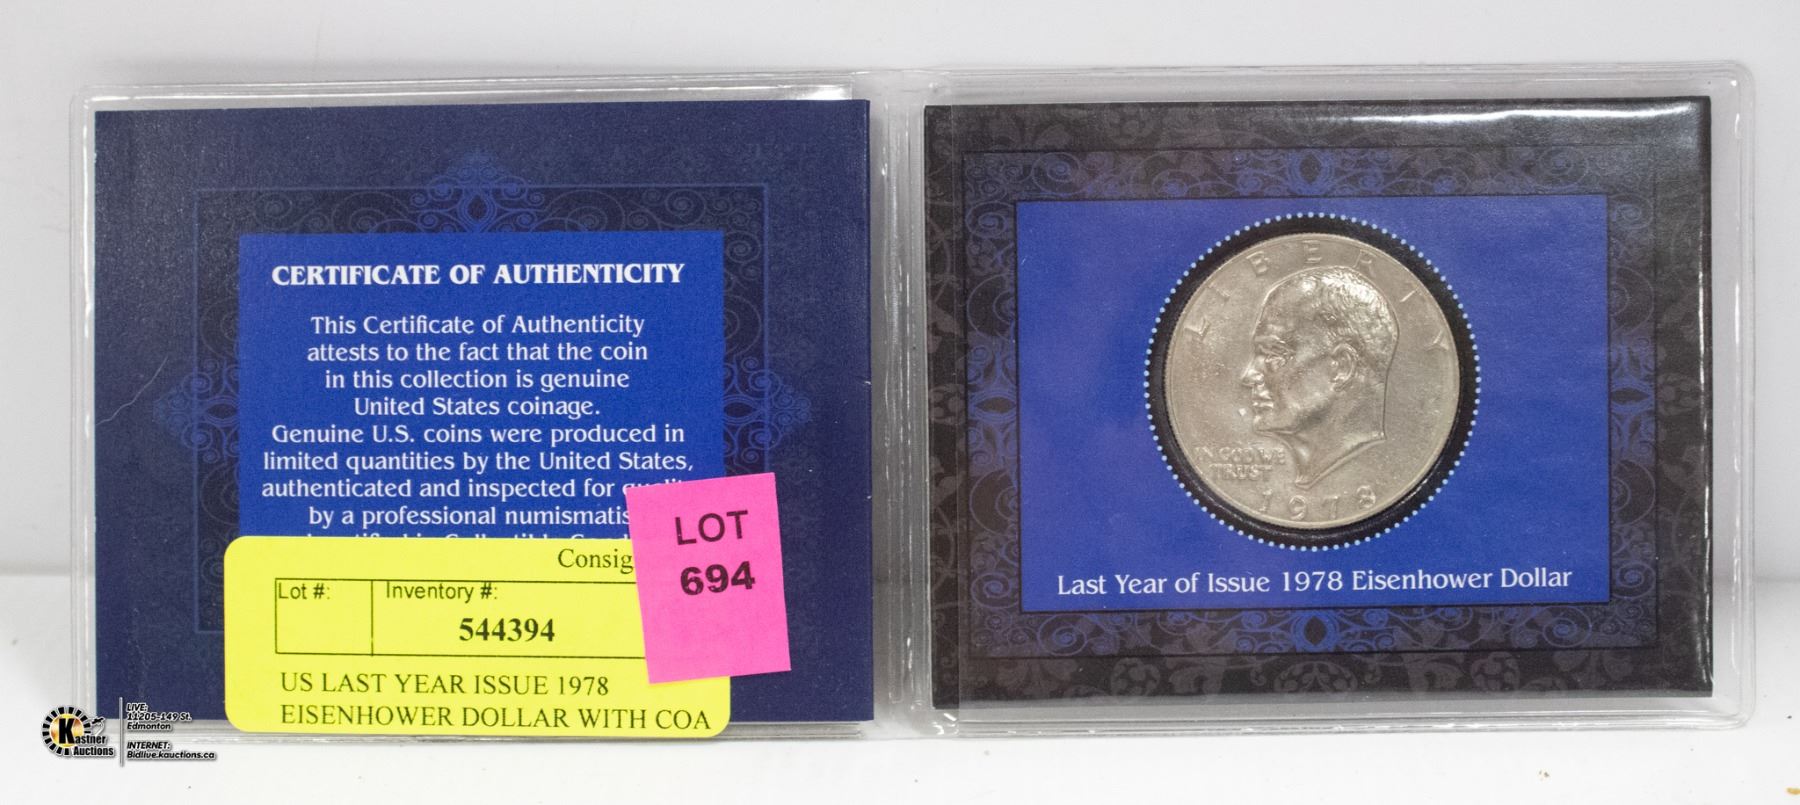 CERTIFICATE OF AUTHENTICITY
This Certificate of Authenticity
attests to the fact that the coin
in this collection is genuine
United States coinage.
Genuine U.S. coins were produced in
limited quantities by the United States,
authenticated and inspected for
by a professional
Consig
Lot #:
Inventory #:
544394
US LAST YEAR ISSUE 1978
EISENHOWER DOLLAR WITH COA
LOT
694
LIBERTY
IN GOD WE
TRUST
1978
Last Year of Issue 1978 Eisenhower Dollar
Kastner
Auctions
LIVE:
11205-149 St.
Edmonton
INTERNET:
Bidlive.kauctions.ca